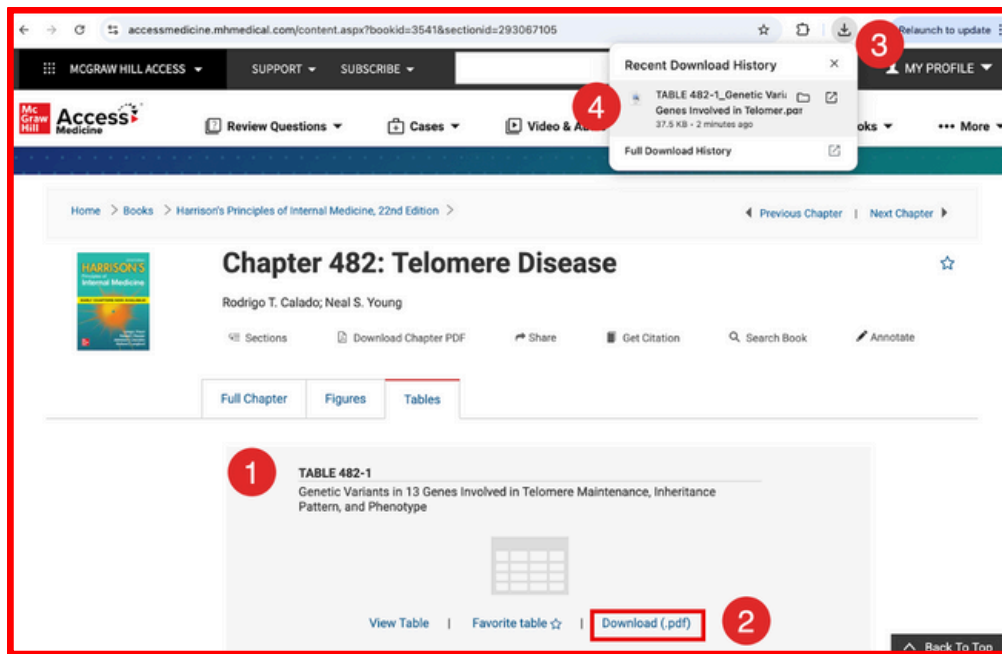 accessmedicine.mhmedical.com/content.aspx?bookid=3541&sectionid=293067105
Relaunch to update
3
MCGRAW HILL ACCESS
SUPPORT
SUBSCRIBE
Recent Download History
MY PROFILE
4
TABLE 482-1_Genetic Vari
Genes Involved in Telomer.par
37.5 KB • 2 minutes ago
Full Download History
Mc
Graw
Hill
Access
Medicine
Review Questions
Cases
Video &
oks
More
Home > Books > Harrison's Principles of Internal Medicine, 22nd Edition >
Previous Chapter | Next Chapter
HARRISON'S
Internal Medicine
Chapter 482: Telomere Disease
Rodrigo T. Calado; Neal S. Young
Sections
Download Chapter PDF
Share
Get Citation
Search Book
Annotate
Full Chapter
Figures
Tables
1
TABLE 482-1
Genetic Variants in 13 Genes Involved in Telomere Maintenance, Inheritance
Pattern, and Phenotype
View Table | Favorite table | Download (.pdf)
2
Back To Top